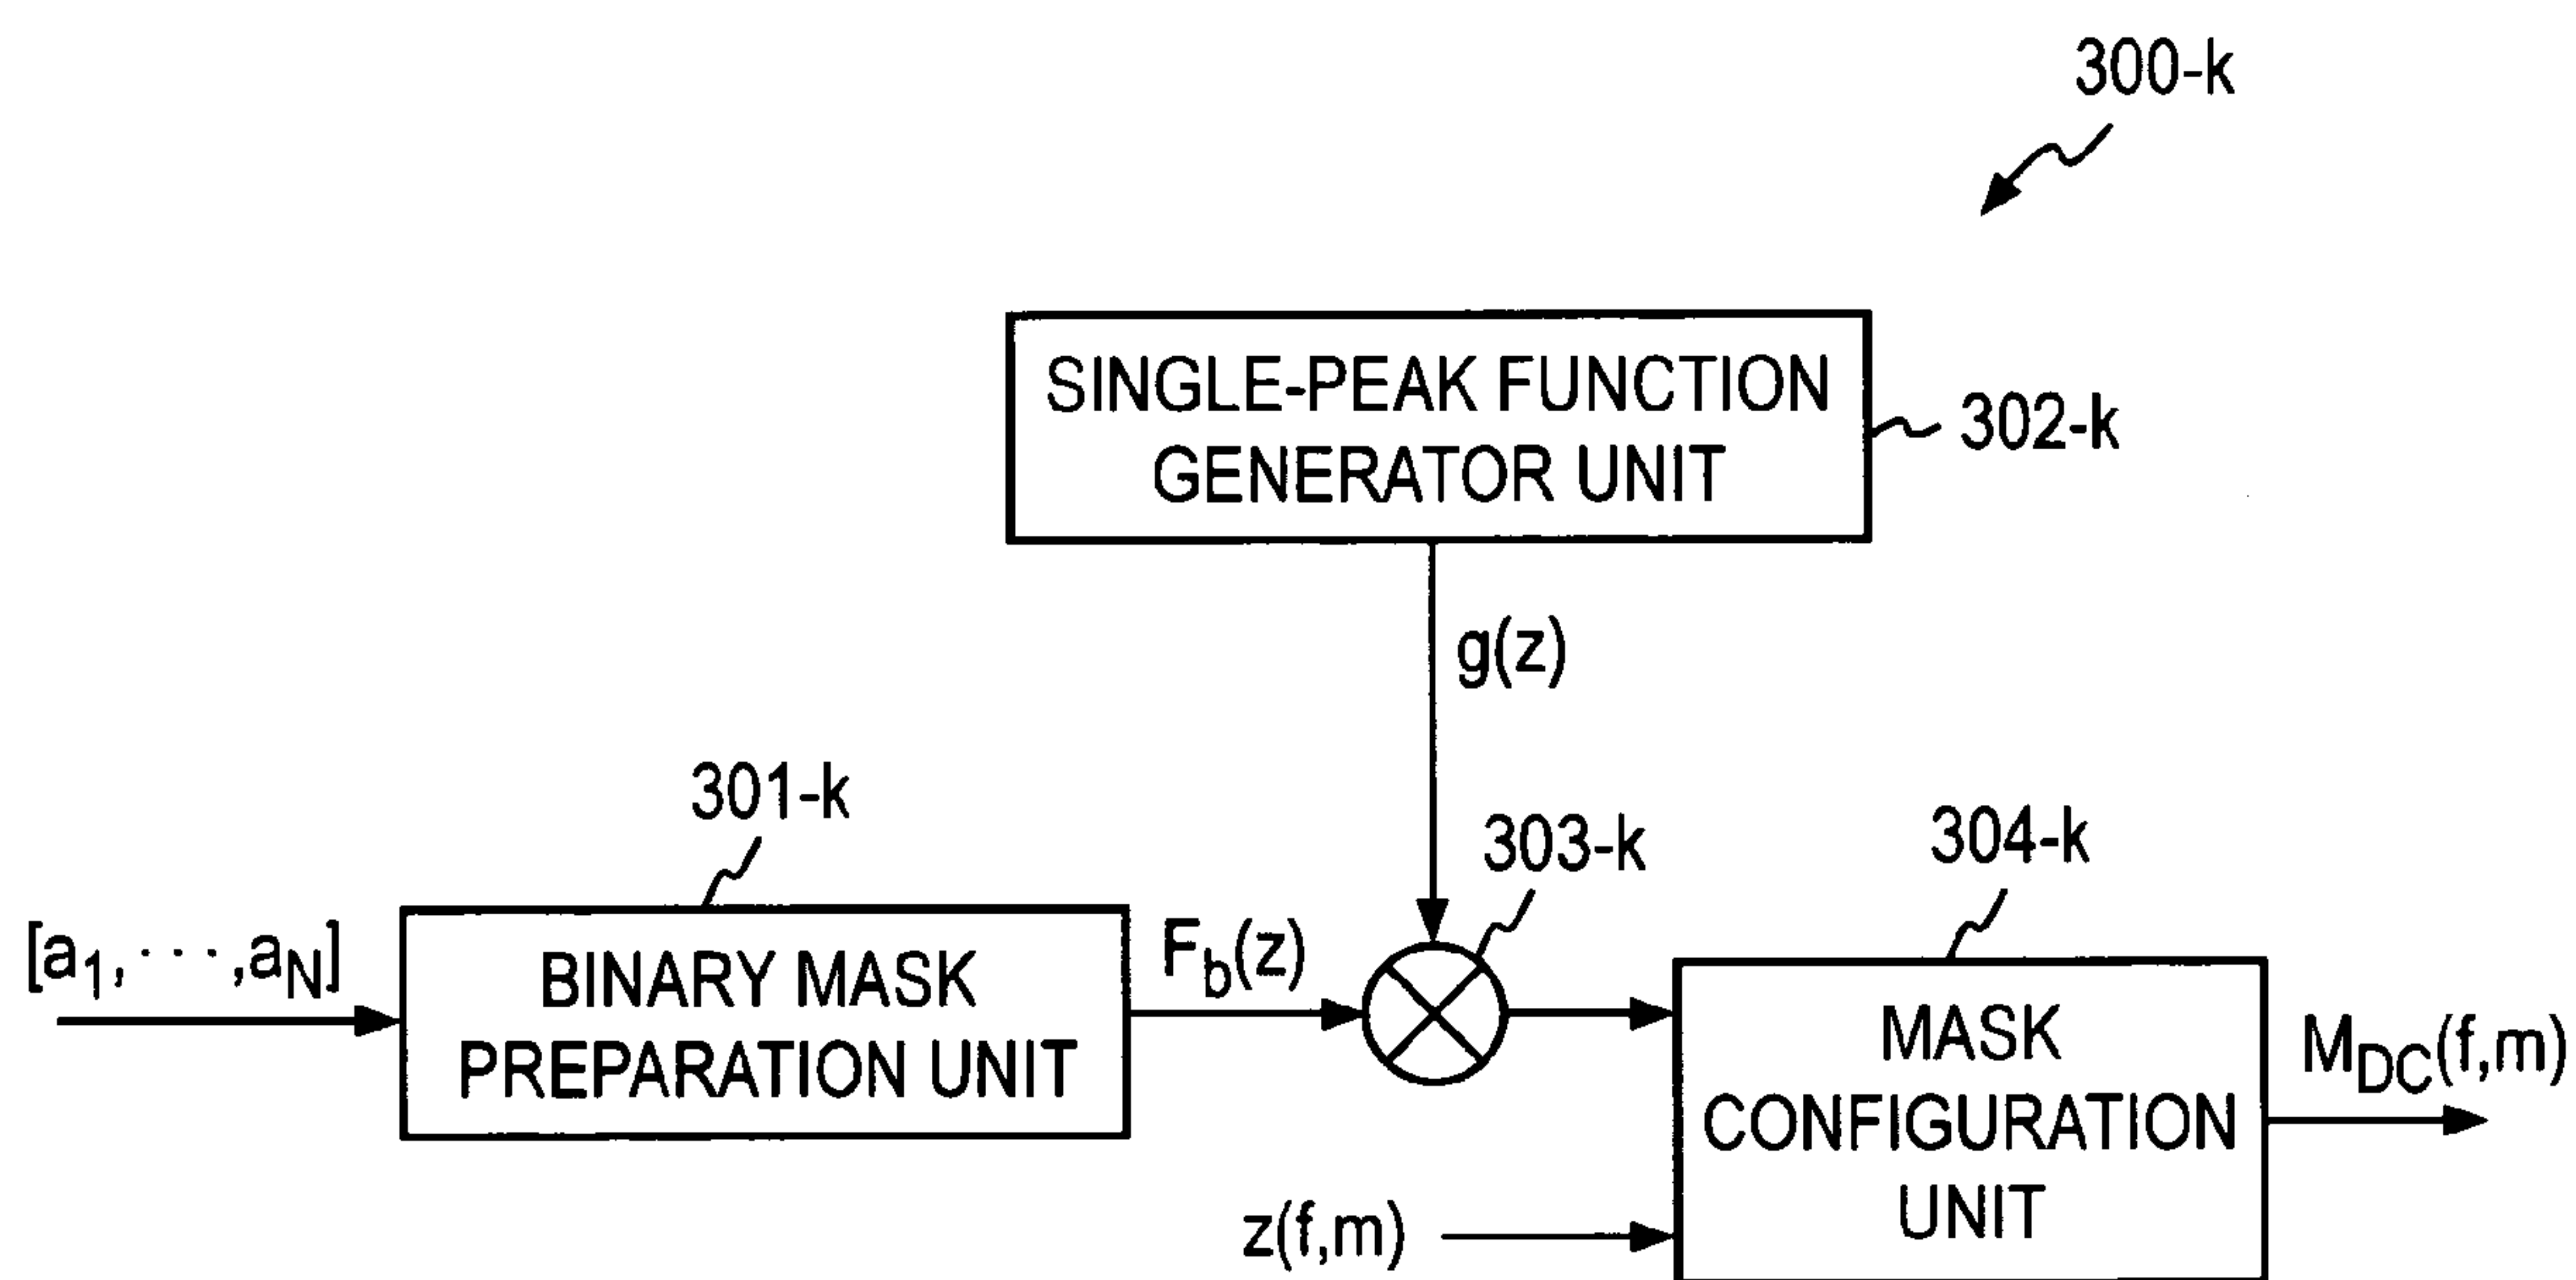 300-k
SINGLE-PEAK FUNCTION
GENERATOR UNIT
302-k
g(z)
301-k
303-k
304-k
[a1,···,aN]
BINARY MASK
PREPARATION UNIT
Fb(z)
MASK
CONFIGURATION
UNIT
MDC(f,m)
z(f,m)